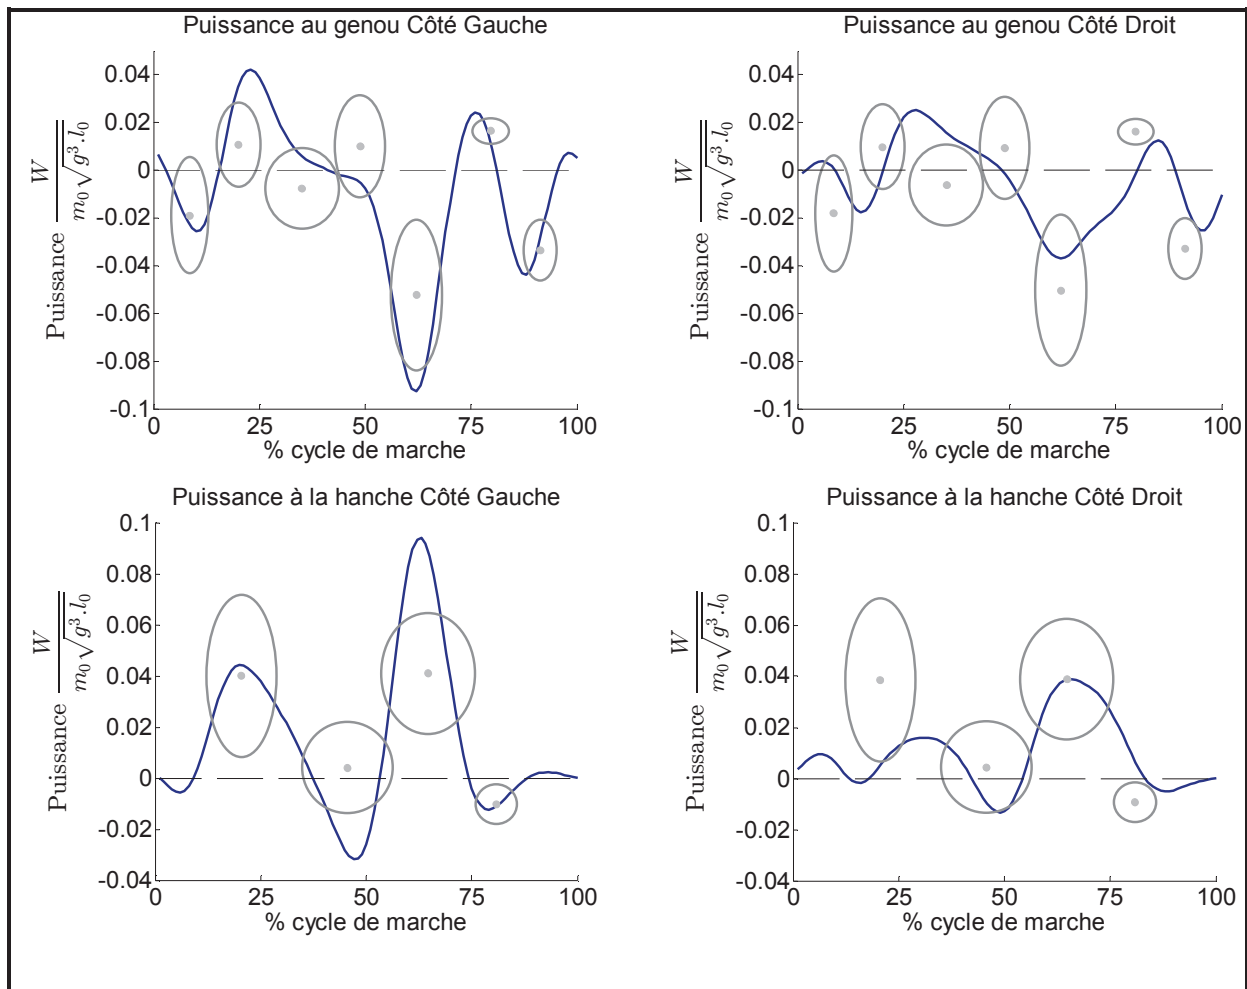 Puissance au genou Côté Gauche
0.04
0.02
0
-0.02
-0.04
-0.06
-0.08
-0.1
Puissance W / m₀√g³.l₀
0 25 50 75 100
% cycle de marche
Puissance au genou Côté Droit
0.04
0.02
0
-0.02
-0.04
-0.06
-0.08
-0.1
Puissance W / m₀√g³.l₀
0 25 50 75 100
% cycle de marche
Puissance à la hanche Côté Gauche
0.1
0.08
0.06
0.04
0.02
0
-0.02
-0.04
Puissance W / m₀√g³.l₀
0 25 50 75 100
% cycle de marche
Puissance à la hanche Côté Droit
0.1
0.08
0.06
0.04
0.02
0
-0.02
-0.04
Puissance W / m₀√g³.l₀
0 25 50 75 100
% cycle de marche